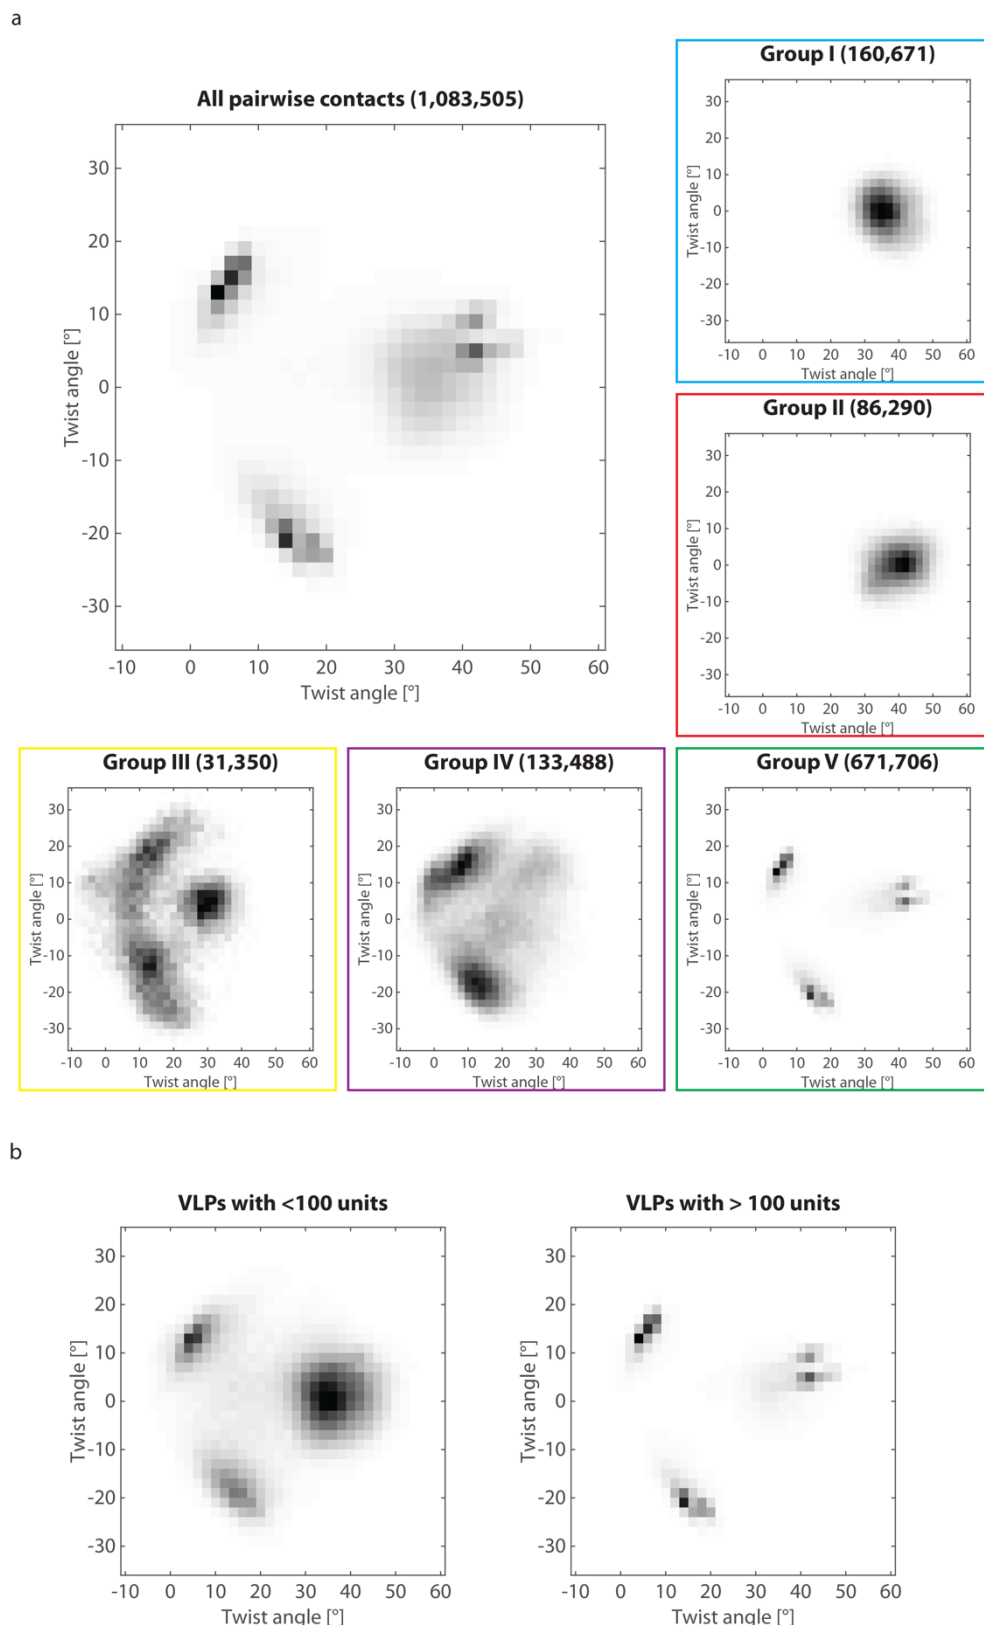 a
All pairwise contacts (1,083,505)
30
20
10
0
-10
-20
-30
Twist angle [°]
-10 0 10 20 30 40 50 60
Twist angle [°]
Group I (160,671)
30
20
10
0
-10
-20
-30
Twist angle [°]
-10 0 10 20 30 40 50 60
Twist angle [°]
Group II (86,290)
30
20
10
0
-10
-20
-30
Twist angle [°]
-10 0 10 20 30 40 50 60
Twist angle [°]
Group III (31,350)
30
20
10
0
-10
-20
-30
Twist angle [°]
-10 0 10 20 30 40 50 60
Twist angle [°]
Group IV (133,488)
30
20
10
0
-10
-20
-30
Twist angle [°]
-10 0 10 20 30 40 50 60
Twist angle [°]
Group V (671,706)
30
20
10
0
-10
-20
-30
Twist angle [°]
-10 0 10 20 30 40 50 60
Twist angle [°]
b
VLPs with <100 units
30
20
10
0
-10
-20
-30
Twist angle [°]
-10 0 10 20 30 40 50 60
Twist angle [°]
VLPs with > 100 units
30
20
10
0
-10
-20
-30
Twist angle [°]
-10 0 10 20 30 40 50 60
Twist angle [°]